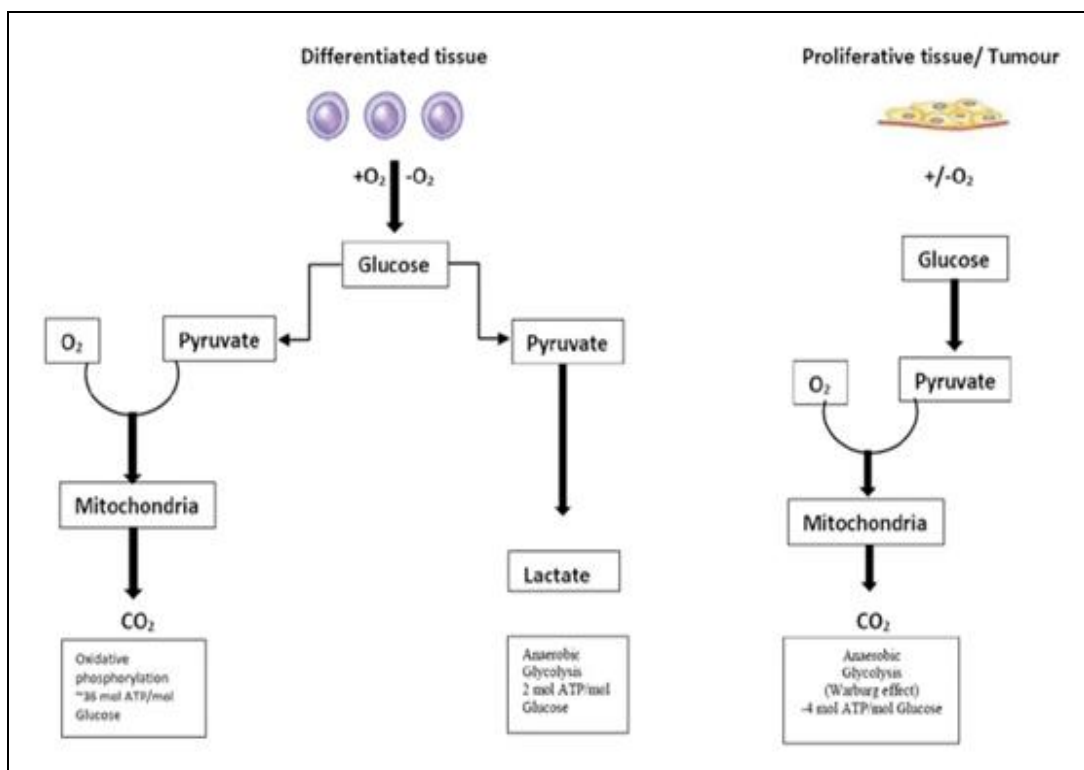 Differentiated tissue
+O₂
-O₂
Glucose
O₂
Pyruvate
Pyruvate
Mitochondria
Lactate
CO₂
Oxidative
phosphorylation
~36 mol ATP/mol
Glucose
Anaerobic
Glycolysis
2 mol ATP/mol
Glucose
Proliferative tissue/ Tumour
+/-O₂
Glucose
O₂
Pyruvate
Mitochondria
CO₂
Anaerobic
Glycolysis
(Warburg effect)
-4 mol ATP/mol Glucose